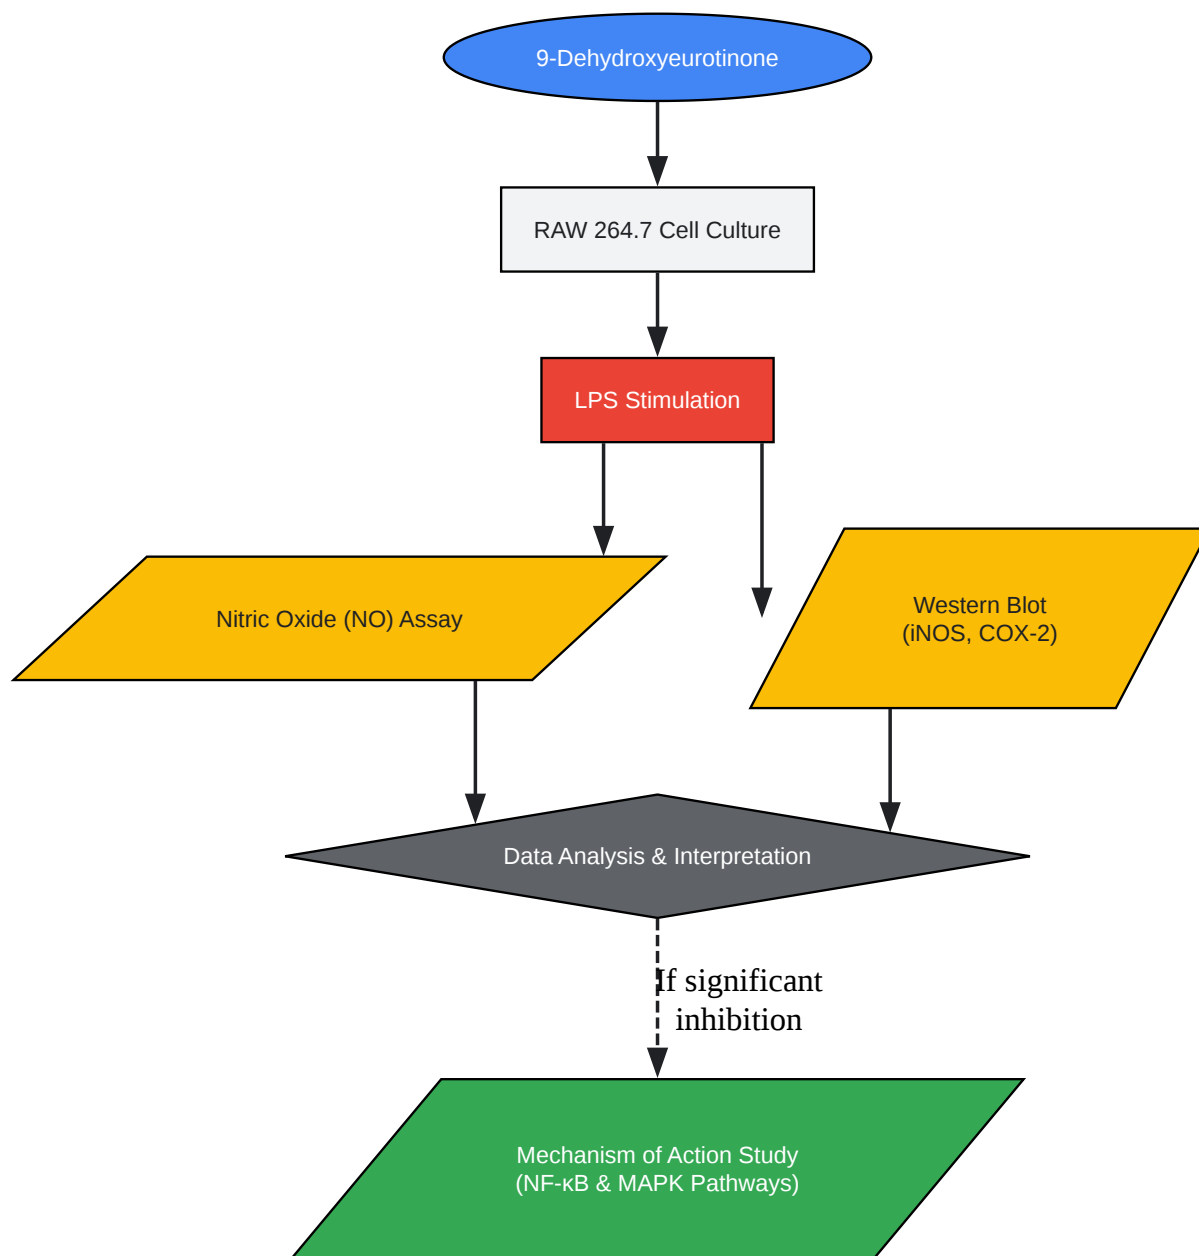 9-Dehydroxyeurotinone
RAW 264.7 Cell Culture
LPS Stimulation
Nitric Oxide (NO) Assay
Western Blot
(iNOS, COX-2)
Data Analysis & Interpretation
If significant
inhibition
Mechanism of Action Study
(NF-κB & MAPK Pathways)